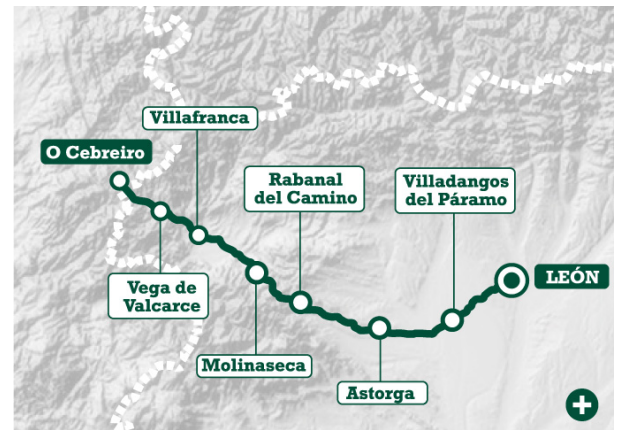 Villafranca
O Cebreiro
Rabanal
del Camino
Villadangos
del Páramo
LEÓN
Vega de
Valcarce
Molinaseca
Astorga
+